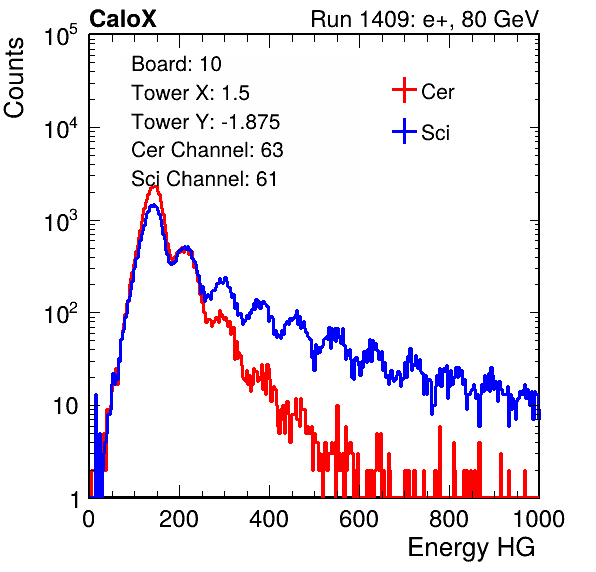 CaloX Run 1409: e+, 80 GeV
Counts
Board: 10
Tower X: 1.5
Tower Y: -1.875
Cer Channel: 63
Sci Channel: 61
Cer
Sci
10^5
10^4
10^3
10^2
10
1
0 200 400 600 800 1000
Energy HG